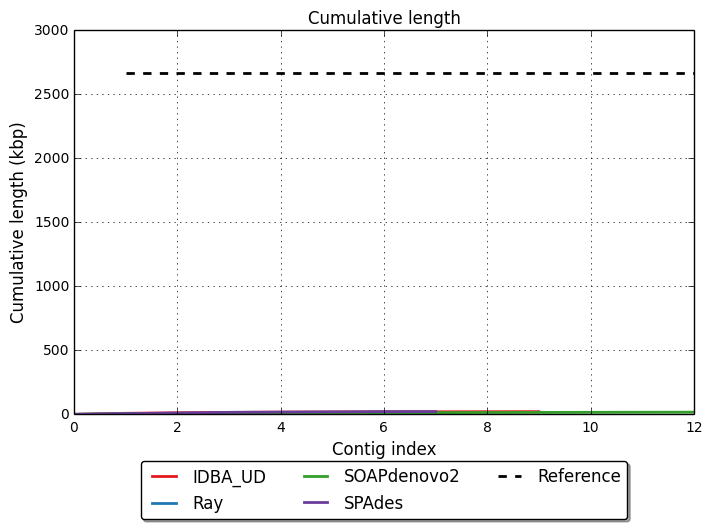 Cumulative length
3000
2500
2000
1500
1000
500
0
Cumulative length (kbp)
0 2 4 6 8 10 12
Contig index
IDBA_UD SOAPdenovo2 Reference
Ray SPAdes